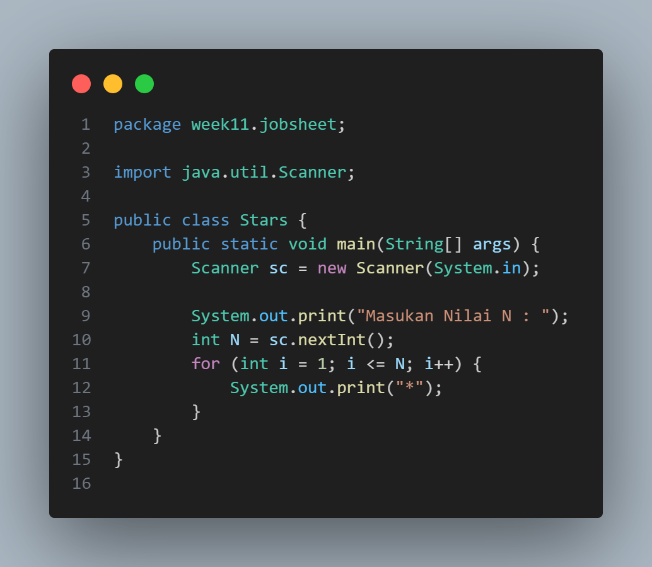 1 package week11.jobsheet;
2
3 import java.util.Scanner;
4
5 public class Stars {
6     public static void main(String[] args) {
7         Scanner sc = new Scanner(System.in);
8
9         System.out.print("Masukan Nilai N : ");
10         int N = sc.nextInt();
11         for (int i = 1; i <= N; i++) {
12             System.out.print("*");
13         }
14     }
15 }
16